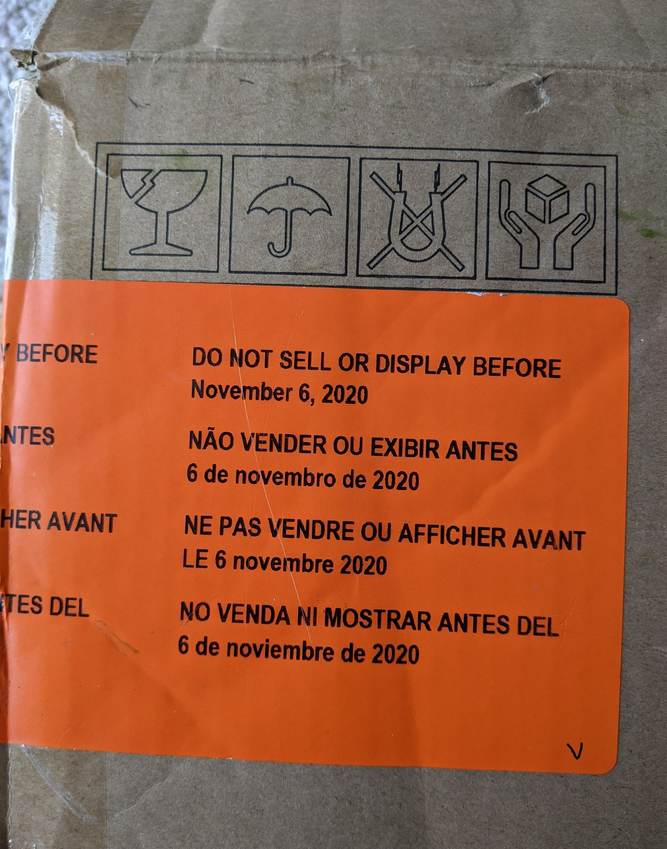 Y BEFORE
DO NOT SELL OR DISPLAY BEFORE
November 6, 2020
ANTES
NÃO VENDER OU EXIBIR ANTES
6 de novembro de 2020
HER AVANT
NE PAS VENDRE OU AFFICHER AVANT
LE 6 novembre 2020
TES DEL
NO VENDA NI MOSTRAR ANTES DEL
6 de noviembre de 2020
V